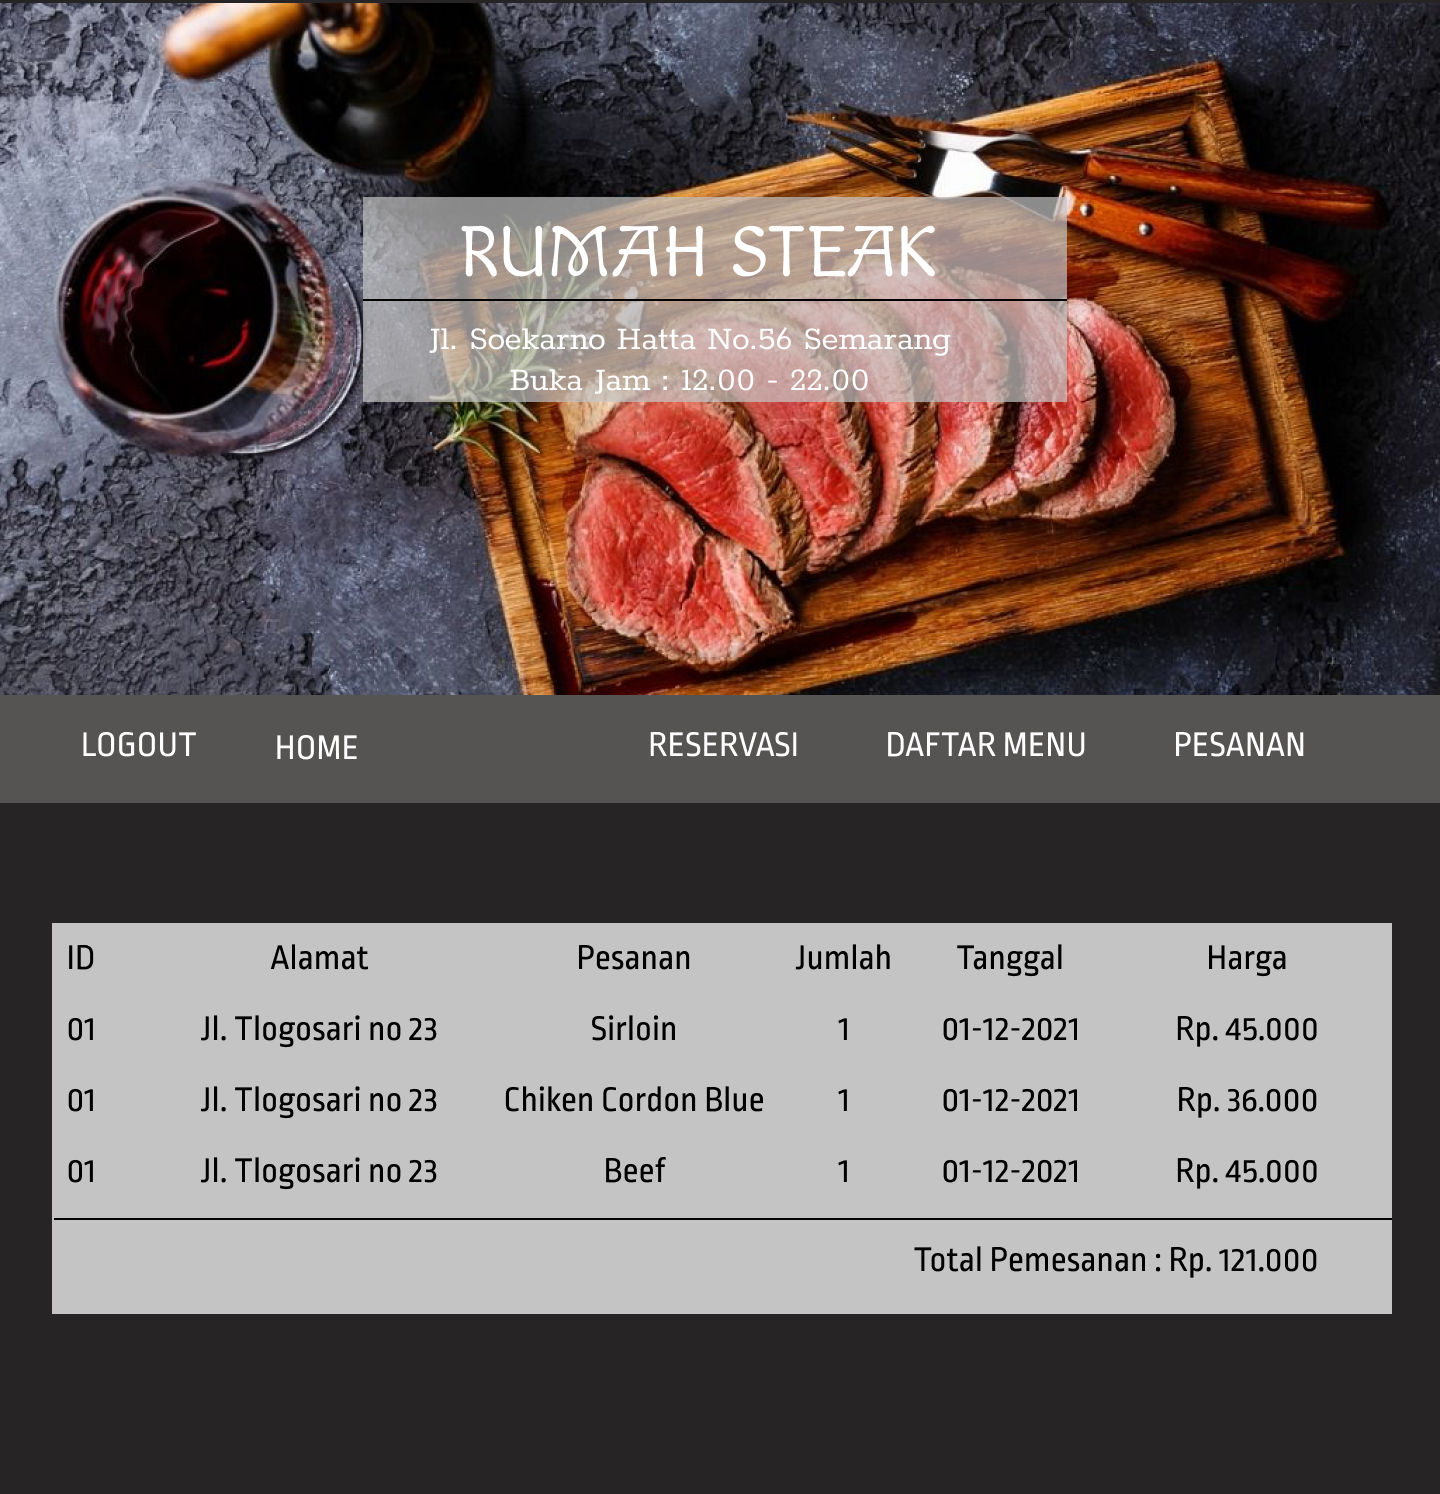 RUMAH STEAK
Jl. Soekarno Hatta No.56 Semarang
Buka Jam : 12.00 - 22.00
LOGOUT HOME RESERVASI DAFTAR MENU PESANAN
ID Alamat Pesanan Jumlah Tanggal Harga
01 Jl. Tlogosari no 23 Sirloin 1 01-12-2021 Rp. 45.000
01 Jl. Tlogosari no 23 Chiken Cordon Blue 1 01-12-2021 Rp. 36.000
01 Jl. Tlogosari no 23 Beef 1 01-12-2021 Rp. 45.000
Total Pemesanan : Rp. 121.000